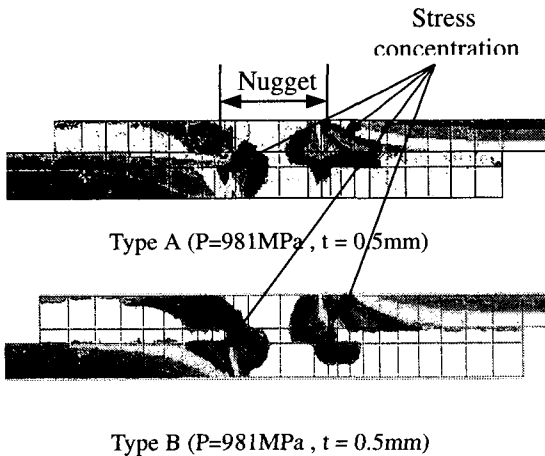 Stress
concentration
Nugget
Type A (P=981MPa , t = 0.5mm)
Type B (P=981MPa , t = 0.5mm)